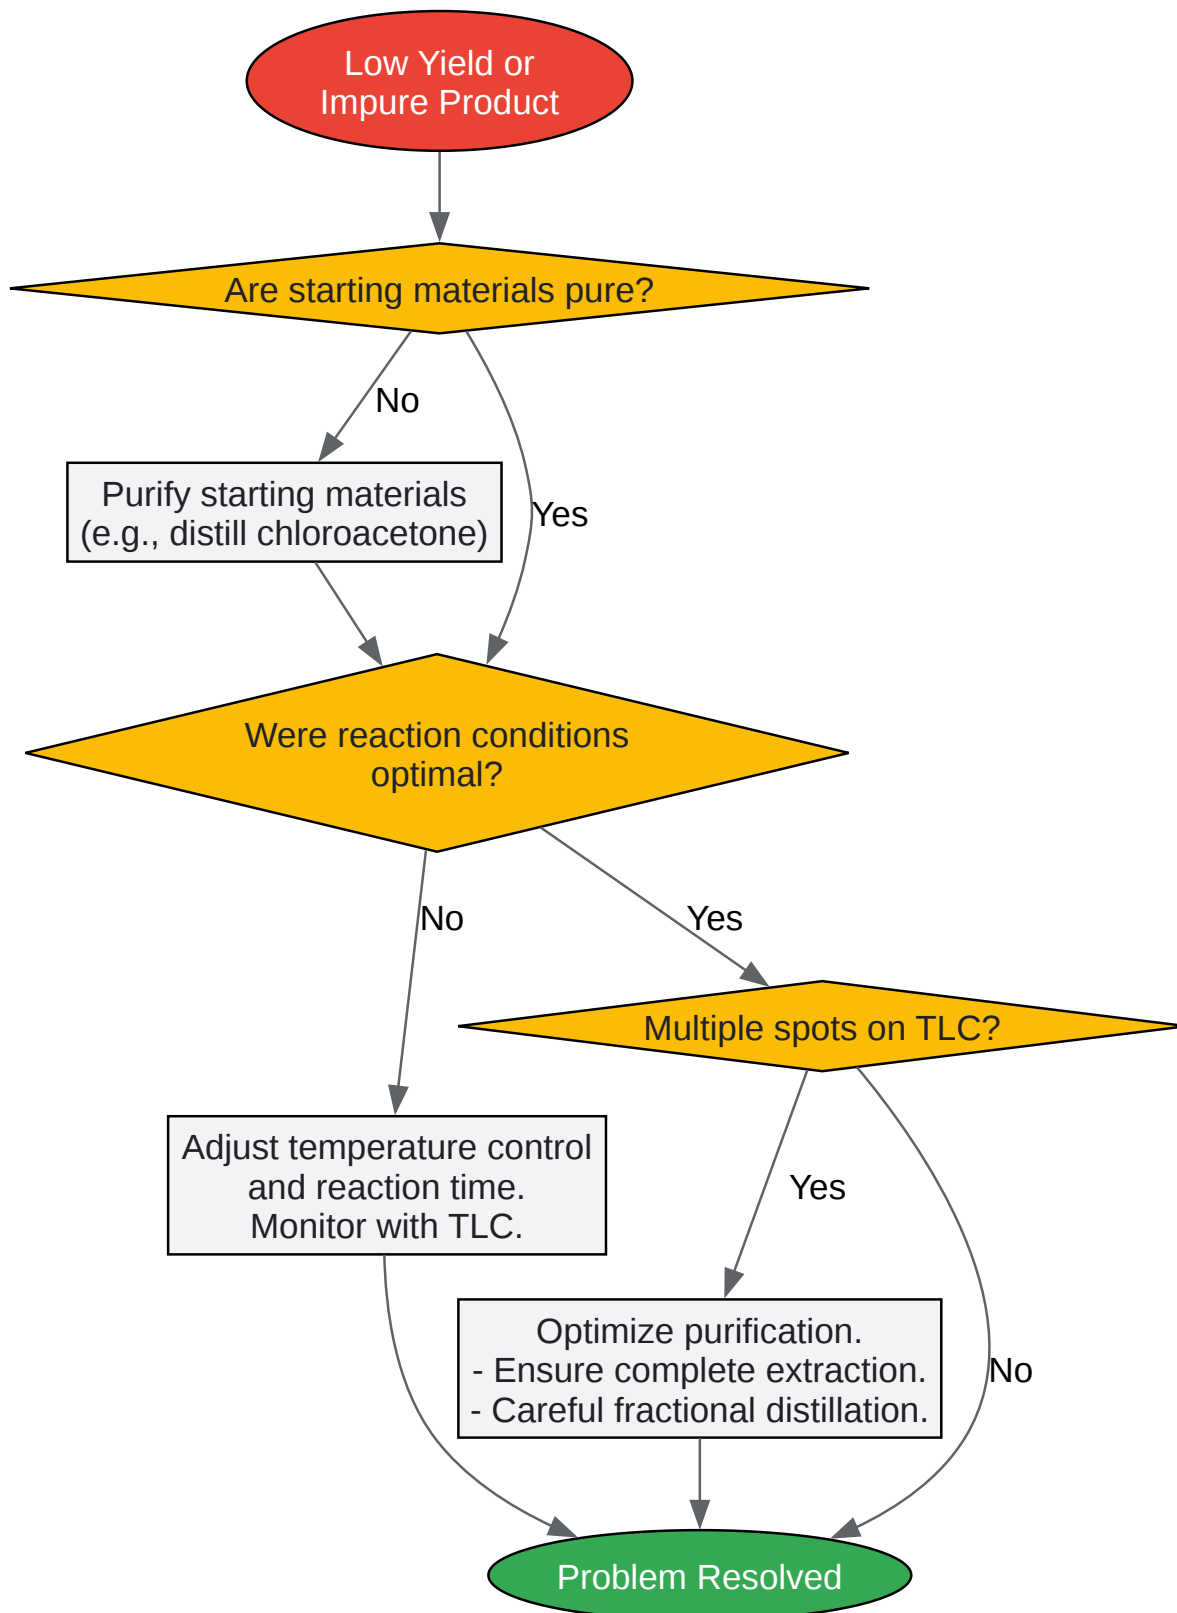 Low Yield or
Impure Product
Are starting materials pure?
No
Purify starting materials
(e.g., distill chloroacetone)
Yes
Were reaction conditions
optimal?
No
Yes
Multiple spots on TLC?
Adjust temperature control
and reaction time.
Monitor with TLC.
Yes
Optimize purification.
- Ensure complete extraction.
- Careful fractional distillation.
No
Problem Resolved